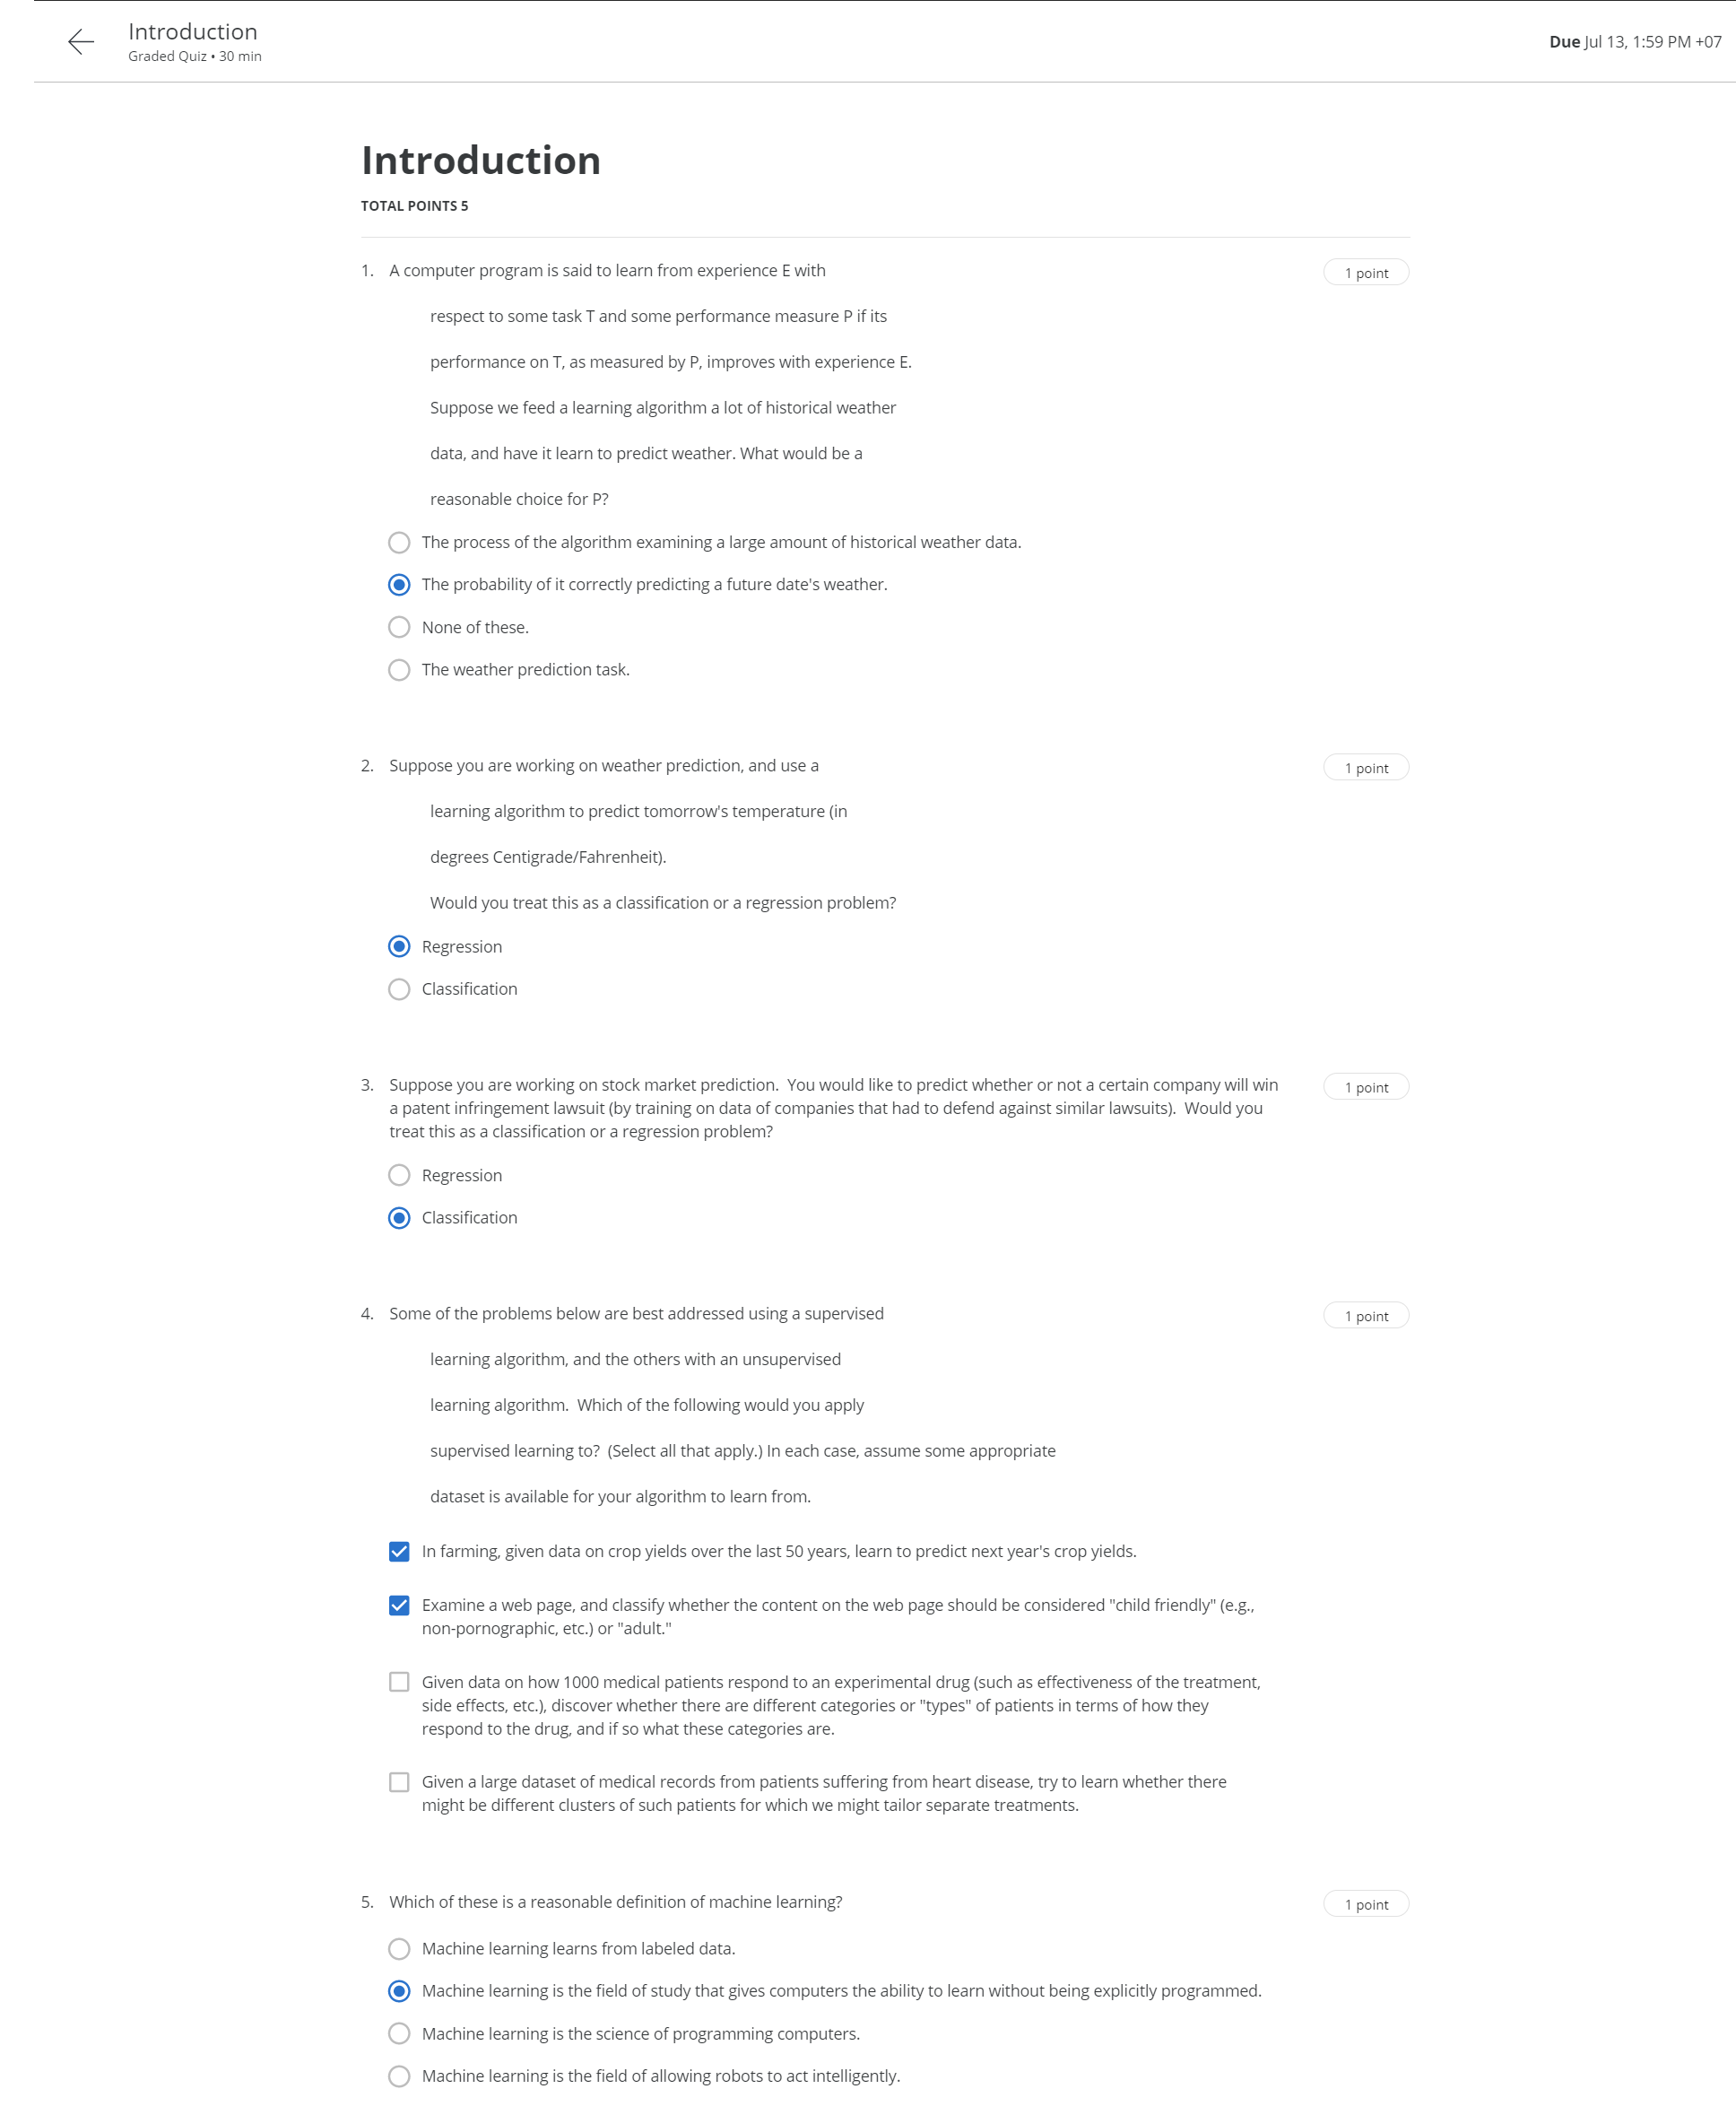 Introduction
Graded Quiz • 30 min
Due Jul 13, 1:59 PM +07
Introduction
TOTAL POINTS 5
1. A computer program is said to learn from experience E with
1 point
respect to some task T and some performance measure P if its
performance on T, as measured by P, improves with experience E.
Suppose we feed a learning algorithm a lot of historical weather
data, and have it learn to predict weather. What would be a
reasonable choice for P?
The process of the algorithm examining a large amount of historical weather data.
The probability of it correctly predicting a future date's weather.
None of these.
The weather prediction task.
2. Suppose you are working on weather prediction, and use a
1 point
learning algorithm to predict tomorrow's temperature (in
degrees Centigrade/Fahrenheit).
Would you treat this as a classification or a regression problem?
Regression
Classification
3. Suppose you are working on stock market prediction. You would like to predict whether or not a certain company will win
1 point
a patent infringement lawsuit (by training on data of companies that had to defend against similar lawsuits). Would you
treat this as a classification or a regression problem?
Regression
Classification
4. Some of the problems below are best addressed using a supervised
1 point
learning algorithm, and the others with an unsupervised
learning algorithm. Which of the following would you apply
supervised learning to? (Select all that apply.) In each case, assume some appropriate
dataset is available for your algorithm to learn from.
In farming, given data on crop yields over the last 50 years, learn to predict next year's crop yields.
Examine a web page, and classify whether the content on the web page should be considered "child friendly" (e.g.,
non-pornographic, etc.) or "adult."
Given data on how 1000 medical patients respond to an experimental drug (such as effectiveness of the treatment,
side effects, etc.), discover whether there are different categories or "types" of patients in terms of how they
respond to the drug, and if so what these categories are.
Given a large dataset of medical records from patients suffering from heart disease, try to learn whether there
might be different clusters of such patients for which we might tailor separate treatments.
5. Which of these is a reasonable definition of machine learning?
1 point
Machine learning learns from labeled data.
Machine learning is the field of study that gives computers the ability to learn without being explicitly programmed.
Machine learning is the science of programming computers.
Machine learning is the field of allowing robots to act intelligently.